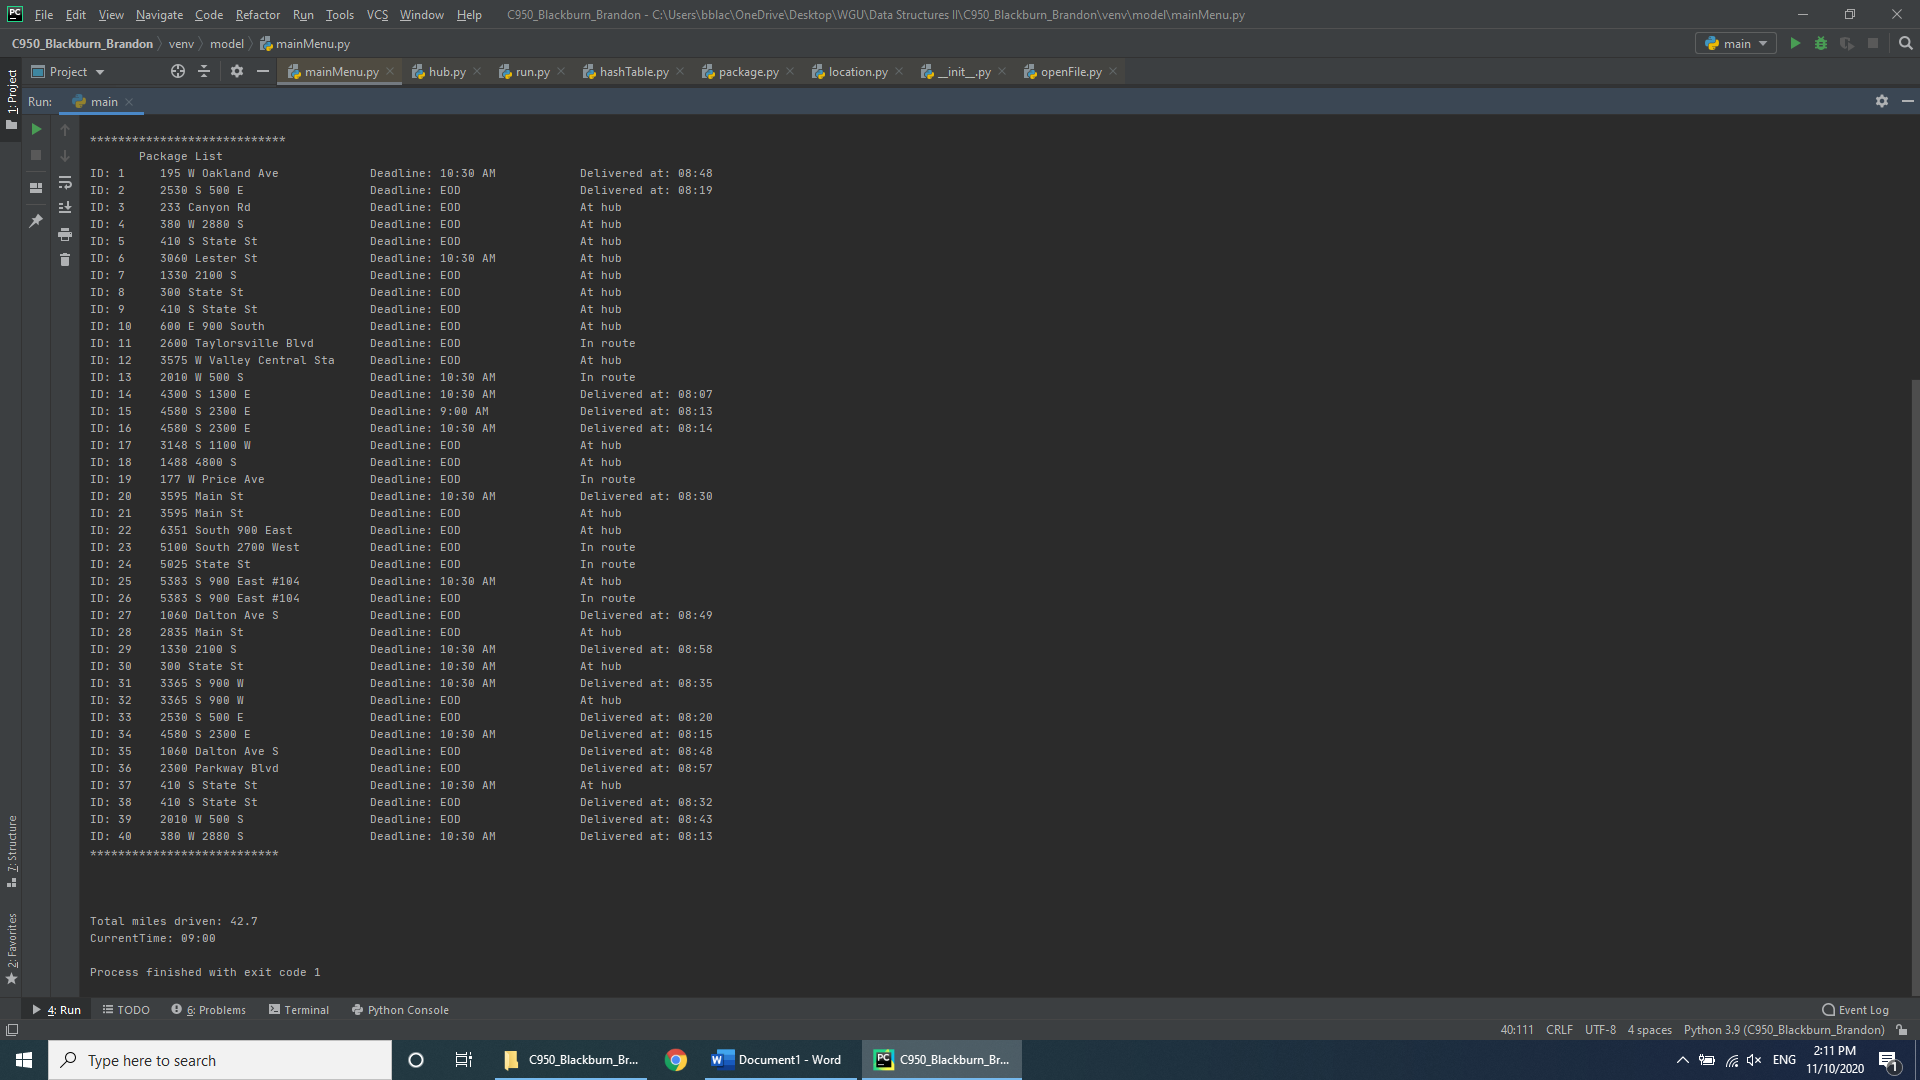 PC File Edit View Navigate Code Refactor Run Tools VCS Window Help C950_Blackburn_Brandon - C:\Users\bblac\OneDrive\Desktop\WGU\Data Structures II\C950_Blackburn_Brandon\venv\model\mainMenu.py
C950_Blackburn_Brandon venv model mainMenu.py main
1: Project
Project mainMenu.py hub.py run.py hashTable.py package.py location.py __init__.py openFile.py
Run: main
****************************
Package List
ID: 1 195 W Oakland Ave Deadline: 10:30 AM Delivered at: 08:48
ID: 2 2530 S 500 E Deadline: EOD Delivered at: 08:19
ID: 3 233 Canyon Rd Deadline: EOD At hub
ID: 4 380 W 2880 S Deadline: EOD At hub
ID: 5 410 S State St Deadline: EOD At hub
ID: 6 3060 Lester St Deadline: 10:30 AM At hub
ID: 7 1330 2100 S Deadline: EOD At hub
ID: 8 300 State St Deadline: EOD At hub
ID: 9 410 S State St Deadline: EOD At hub
ID: 10 600 E 900 South Deadline: EOD At hub
ID: 11 2600 Taylorsville Blvd Deadline: EOD In route
ID: 12 3575 W Valley Central Sta Deadline: EOD At hub
ID: 13 2010 W 500 S Deadline: 10:30 AM In route
ID: 14 4300 S 1300 E Deadline: 10:30 AM Delivered at: 08:07
ID: 15 4580 S 2300 E Deadline: 9:00 AM Delivered at: 08:13
ID: 16 4580 S 2300 E Deadline: 10:30 AM Delivered at: 08:14
ID: 17 3148 S 1100 W Deadline: EOD At hub
ID: 18 1488 4800 S Deadline: EOD At hub
ID: 19 177 W Price Ave Deadline: EOD In route
ID: 20 3595 Main St Deadline: 10:30 AM Delivered at: 08:30
ID: 21 3595 Main St Deadline: EOD At hub
ID: 22 6351 South 900 East Deadline: EOD At hub
ID: 23 5100 South 2700 West Deadline: EOD In route
ID: 24 5025 State St Deadline: EOD In route
ID: 25 5383 S 900 East #104 Deadline: 10:30 AM At hub
ID: 26 5383 S 900 East #104 Deadline: EOD In route
ID: 27 1060 Dalton Ave S Deadline: EOD Delivered at: 08:49
ID: 28 2835 Main St Deadline: EOD At hub
ID: 29 1330 2100 S Deadline: 10:30 AM Delivered at: 08:58
ID: 30 300 State St Deadline: 10:30 AM At hub
ID: 31 3365 S 900 W Deadline: 10:30 AM Delivered at: 08:35
ID: 32 3365 S 900 W Deadline: EOD At hub
ID: 33 2530 S 500 E Deadline: EOD Delivered at: 08:20
ID: 34 4580 S 2300 E Deadline: 10:30 AM Delivered at: 08:15
ID: 35 1060 Dalton Ave S Deadline: EOD Delivered at: 08:48
ID: 36 2300 Parkway Blvd Deadline: EOD Delivered at: 08:57
ID: 37 410 S State St Deadline: 10:30 AM At hub
ID: 38 410 S State St Deadline: EOD Delivered at: 08:32
ID: 39 2010 W 500 S Deadline: EOD Delivered at: 08:43
ID: 40 380 W 2880 S Deadline: 10:30 AM Delivered at: 08:13
***************************
7: Structure
Total miles driven: 42.7
CurrentTime: 09:00
2: Favorites
Process finished with exit code 1
4: Run TODO 6: Problems Terminal Python Console Event Log
40:111 CRLF UTF-8 4 spaces Python 3.9 (C950_Blackburn_Brandon)
Type here to search C950_Blackburn_Br... Document1 - Word PC C950_Blackburn_Br... ENG 2:11 PM
11/10/2020 1